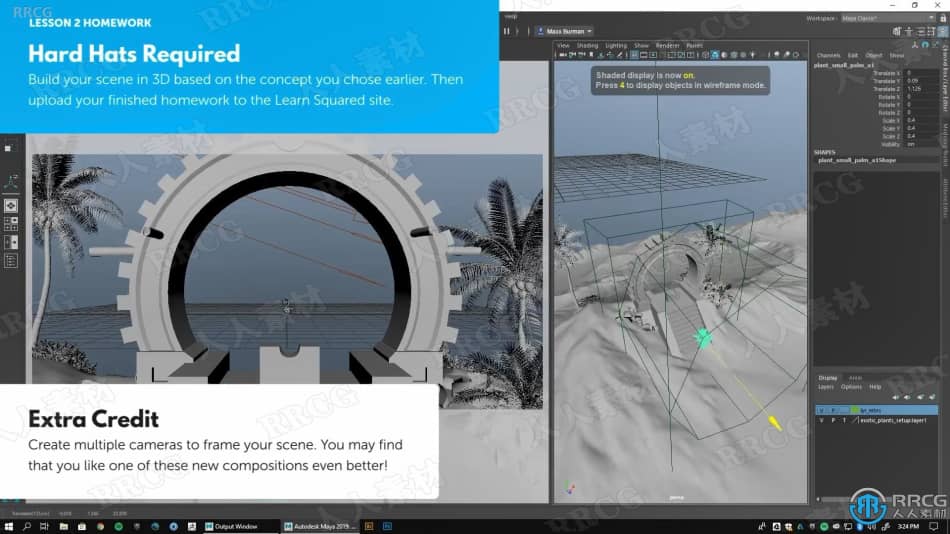 RRCG
LESSON 2 HOMEWORK
Hard Hats Required
Build your scene in 3D based on the concept you chose earlier. Then
upload your finished homework to the Learn Squared site.
Workspace: Maya Classic*
Mass Burman
View Shading Lighting Show Renderer Panels
Shaded display is now on.
Press 4 to display objects in wireframe mode.
Channels Edit Object Show
plant_small_palm_a1
Translate X 0
Translate Y 0.09
Translate Z 1.126
Rotate X 0
Rotate Y 0
Rotate Z 0
Scale X 0.4
Scale Y 0.4
Scale Z 0.4
Visibility on
SHAPES
plant_small_palm_a1Shape
persp
Display Anim
Layers Options Help
V P
V P T exotic_plants_setup:layer1
Extra Credit
Create multiple cameras to frame your scene. You may find
that you like one of these new compositions even better!
RRCG
人人素材
Output Window
Autodesk Maya 2019:...
3:24 PM